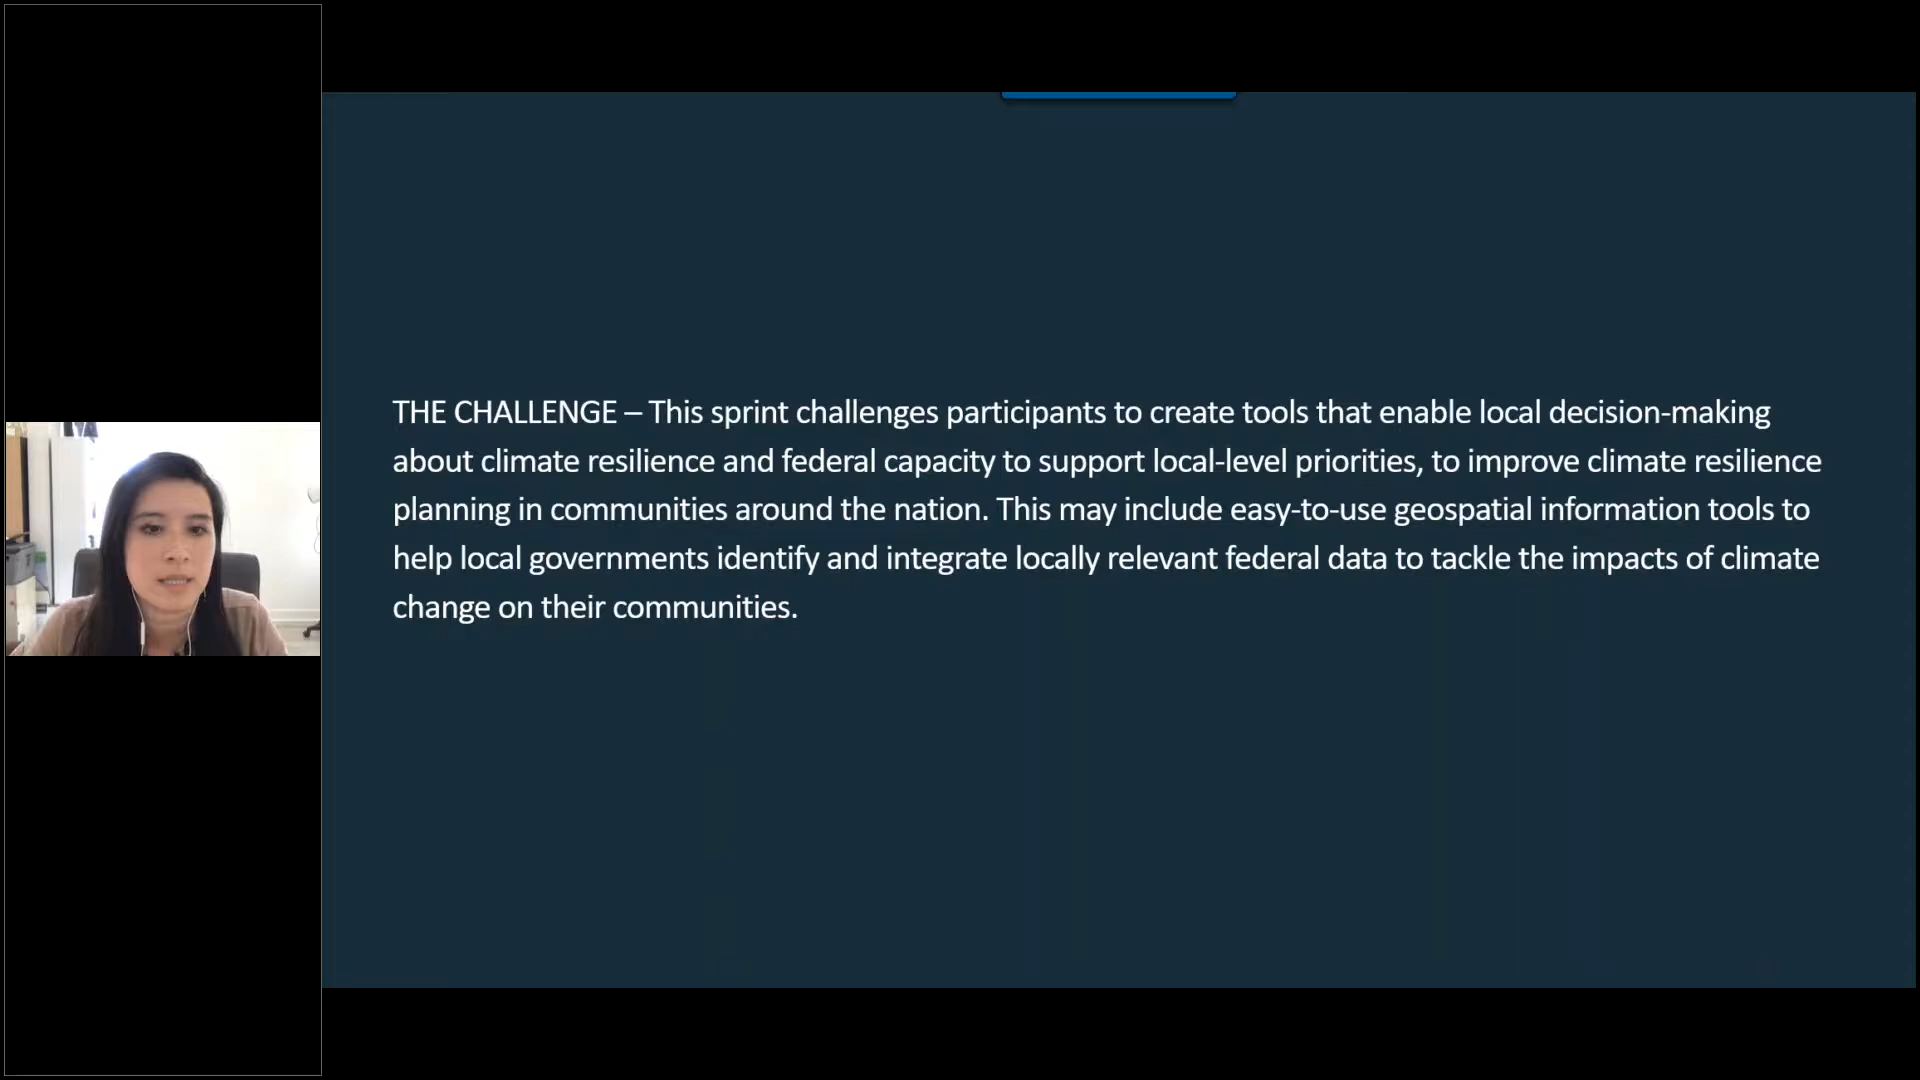 THE CHALLENGE – This sprint challenges participants to create tools that enable local decision-making
about climate resilience and federal capacity to support local-level priorities, to improve climate resilience
planning in communities around the nation. This may include easy-to-use geospatial information tools to
help local governments identify and integrate locally relevant federal data to tackle the impacts of climate
change on their communities.